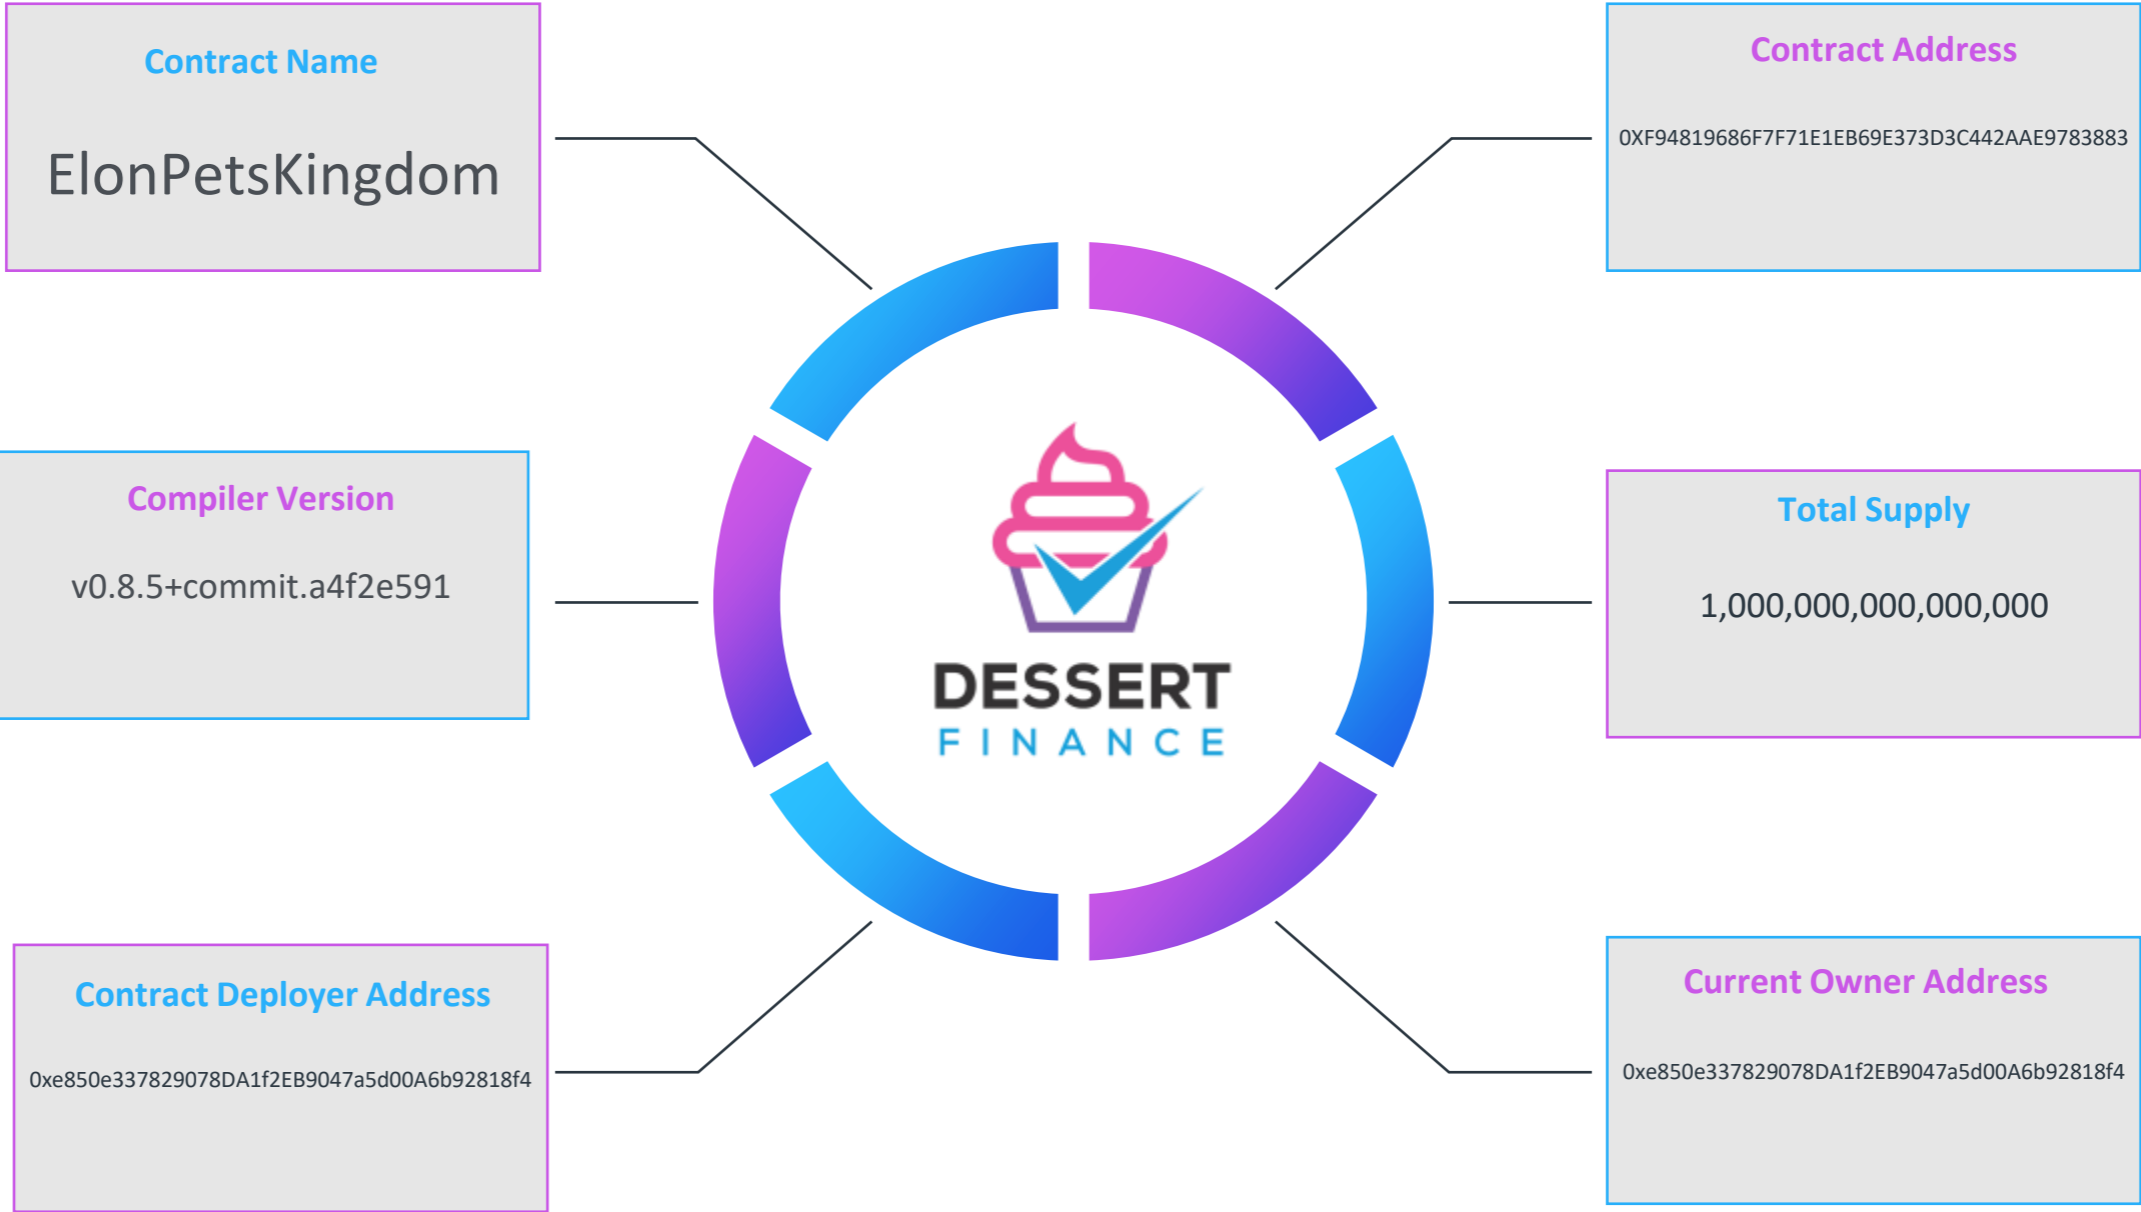 Contract Name
ElonPetsKingdom
Contract Address
0XF94819686F7F71E1EB69E373D3C442AAE9783883
Compiler Version
v0.8.5+commit.a4f2e591
DESSERT
FINANCE
Total Supply
1,000,000,000,000,000
Contract Deployer Address
0xe850e337829078DA1f2EB9047a5d00A6b92818f4
Current Owner Address
0xe850e337829078DA1f2EB9047a5d00A6b92818f4